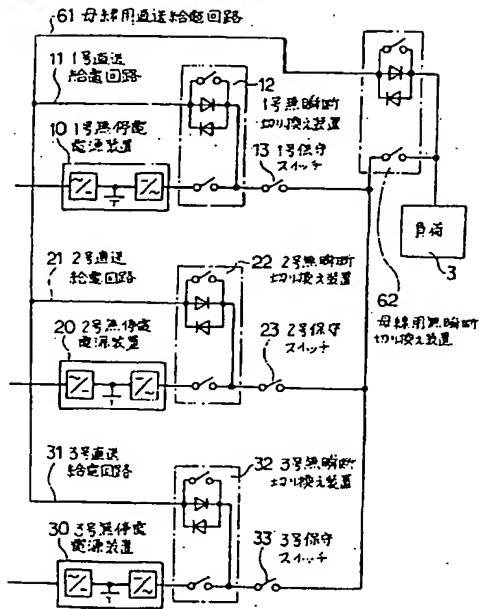 61 母線用直送給電回路
11 1号直送
給電回路
12
1号無瞬断
切り換え装置
10 1号無停電
電源装置
13 1号保守
スイッチ
負荷
3
21 2号直送
給電回路
22 2号無瞬断
切り換え装置
62
母線用無瞬断
切り換え装置
20 2号無停電
電源装置
23 2号保守
スイッチ
31 3号直送
給電回路
32 3号無瞬断
切り換え装置
30 3号無停電
電源装置
33 3号保守
スイッチ